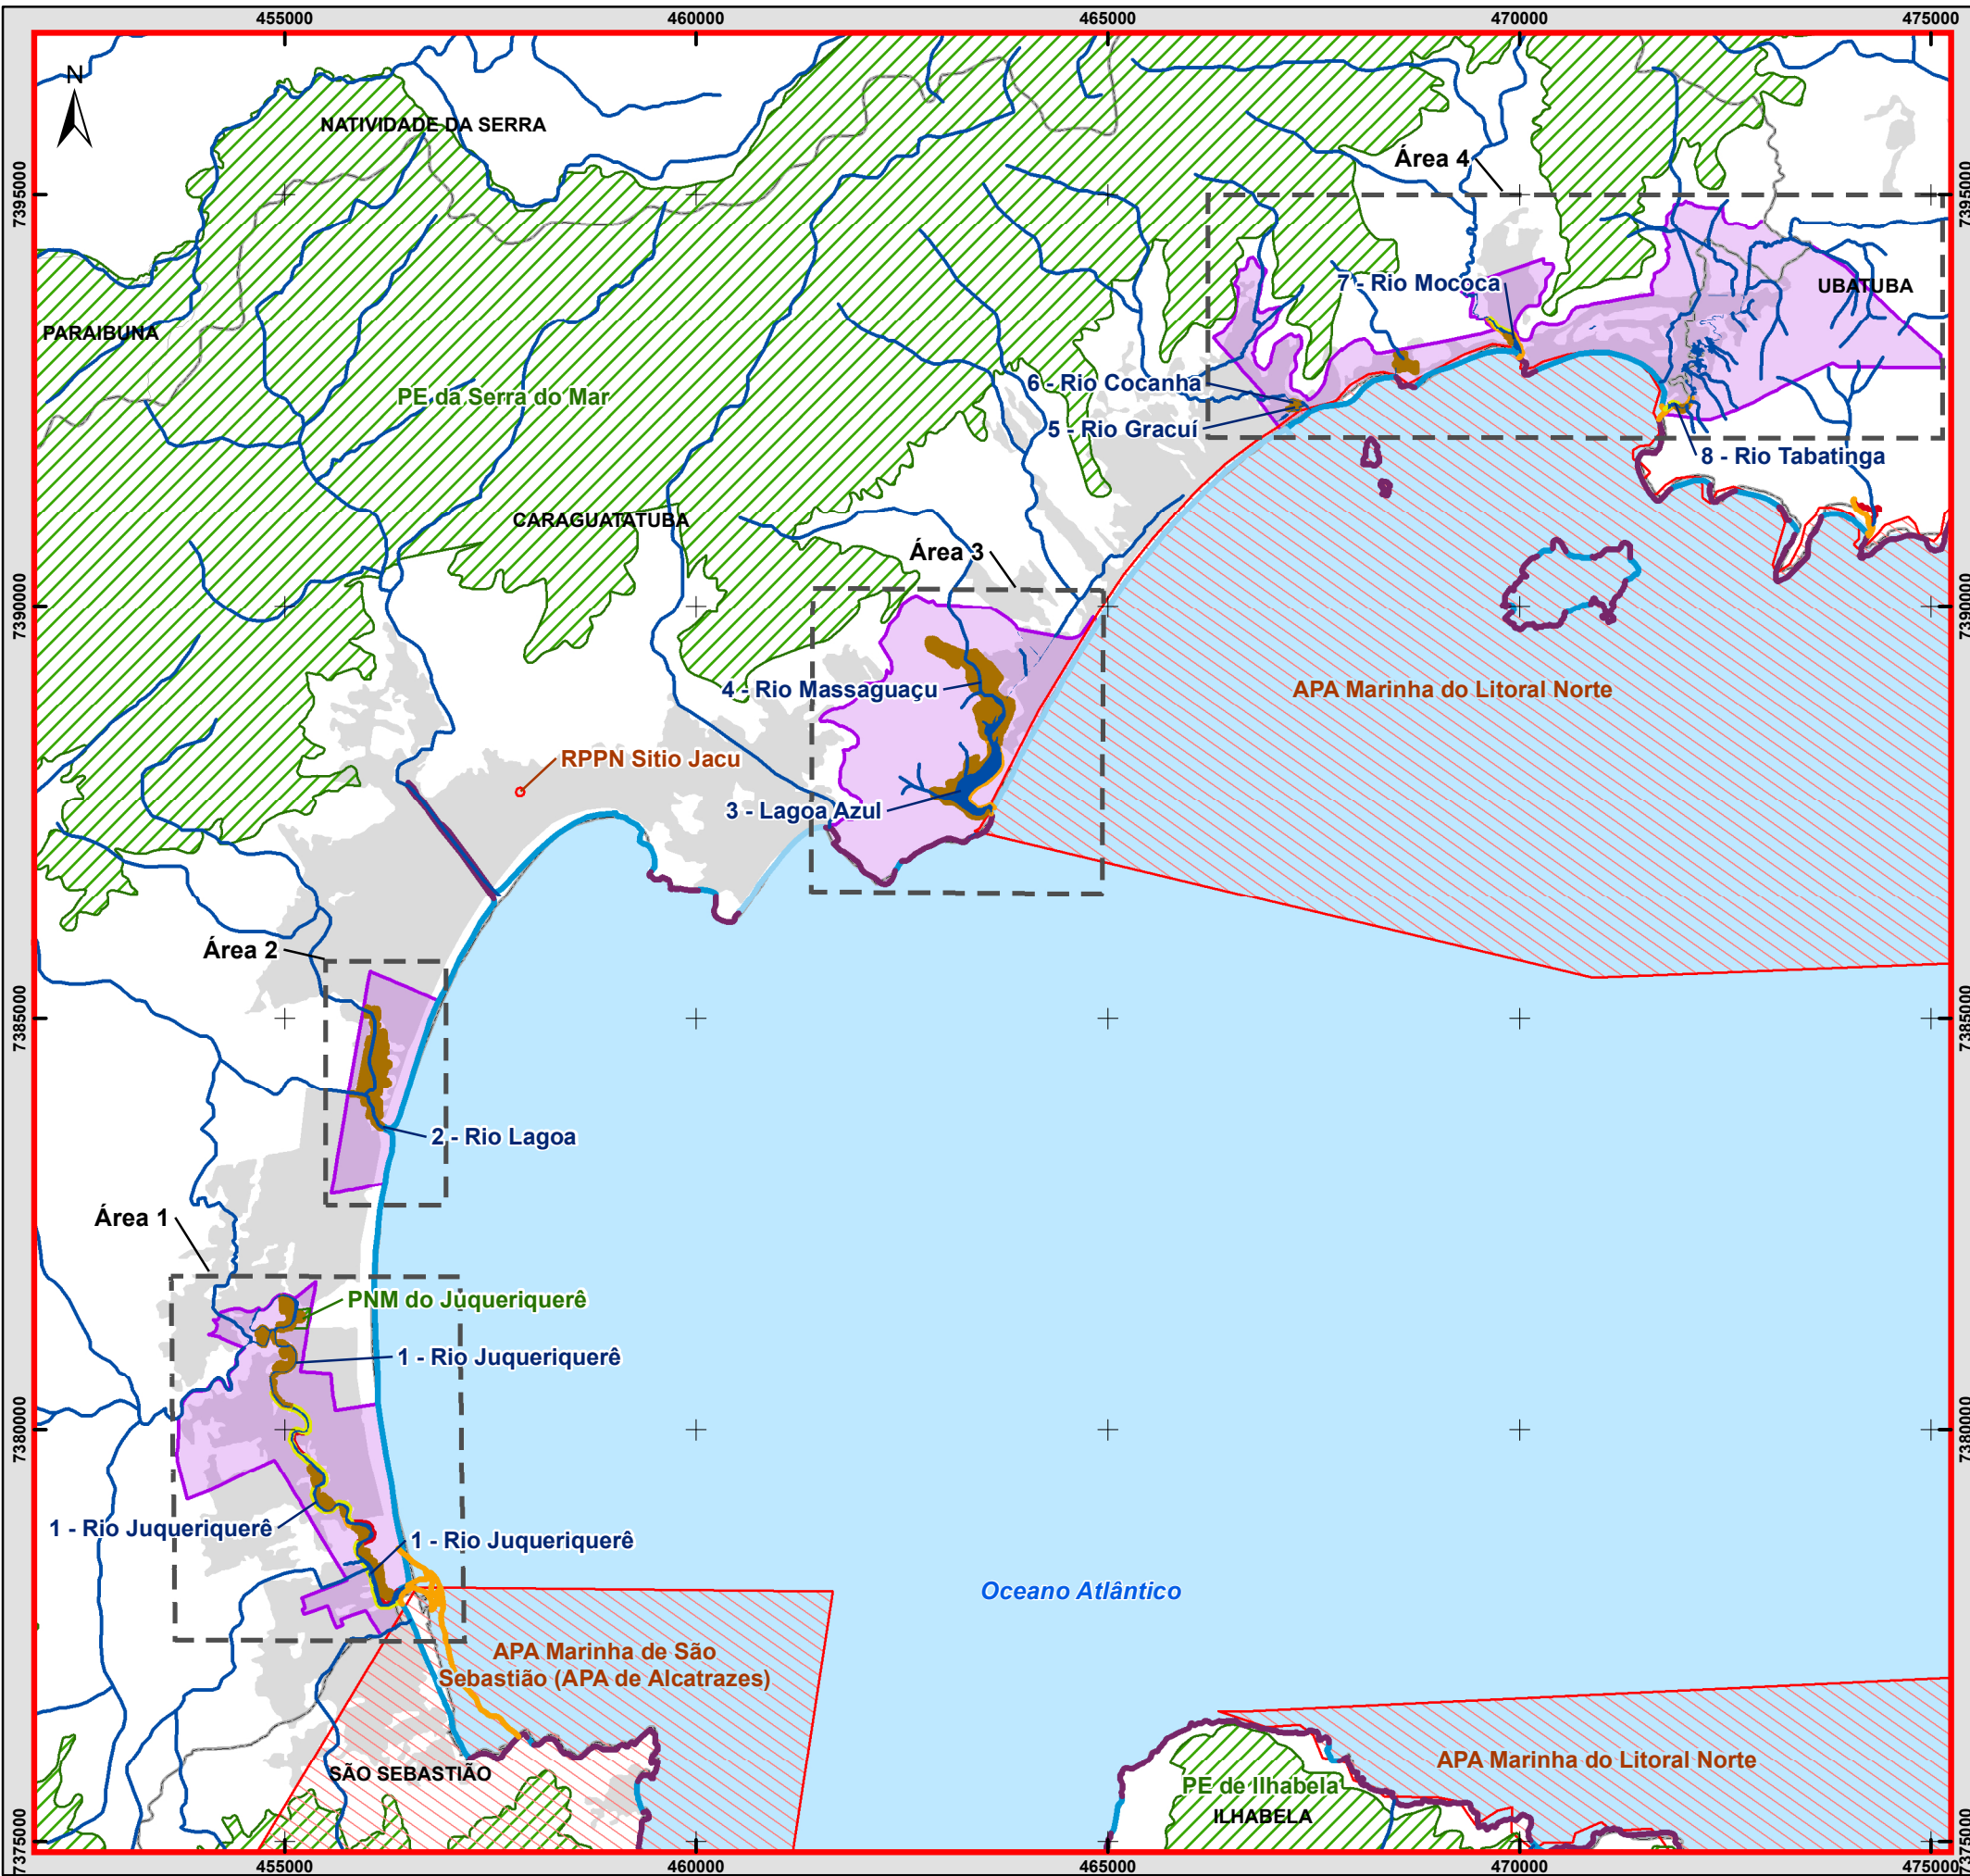 455000
460000
465000
470000
475000
N
NATIVIDADE DA SERRA
Área 4
7395000
7395000
7 - Rio Mococa
UBATUBA
PARAIBUNA
6 - Rio Cocanha
PE da Serra do Mar
5 - Rio Gracuí
8 - Rio Tabatinga
CARAGUATATUBA
Área 3
7390000
7390000
4 - Rio Massaguaçu
APA Marinha do Litoral Norte
RPPN Sitio Jacu
3 - Lagoa Azul
Área 2
7385000
7385000
2 - Rio Lagoa
Área 1
PNM do Juqueriquerê
1 - Rio Juqueriquerê
7380000
7380000
1 - Rio Juqueriquerê
1 - Rio Juqueriquerê
Oceano Atlântico
APA Marinha de São
Sebastião (APA de Alcatrazes)
APA Marinha do Litoral Norte
SÃO SEBASTIÃO
PE de Ilhabela
ILHABELA
7375000
7375000
455000
460000
465000
470000
475000